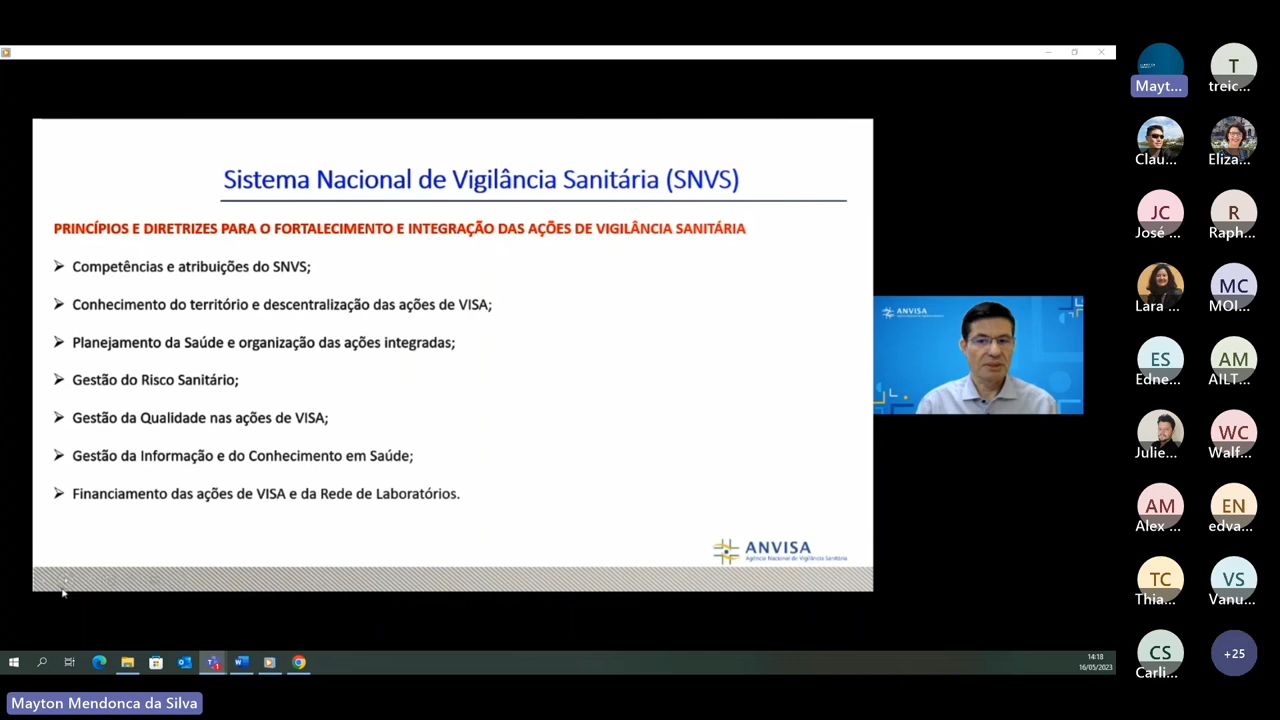 Sistema Nacional de Vigilância Sanitária (SNVS)
PRINCÍPIOS E DIRETRIZES PARA O FORTALECIMENTO E INTEGRAÇÃO DAS AÇÕES DE VIGILÂNCIA SANITÁRIA
➢ Competências e atribuições do SNVS;
➢ Conhecimento do território e descentralização das ações de VISA;
➢ Planejamento da Saúde e organização das ações integradas;
➢ Gestão do Risco Sanitário;
➢ Gestão da Qualidade nas ações de VISA;
➢ Gestão da Informação e do Conhecimento em Saúde;
➢ Financiamento das ações de VISA e da Rede de Laboratórios.
ANVISA
Agência Nacional de Vigilância Sanitária
ANVISA
Mayt...
T
treic...
Clau...
Eliza...
JC
José ...
R
Raph...
Lara ...
MC
MOI...
ES
Edne...
AM
AILT...
Julie...
WC
Walf...
AM
Alex ...
EN
edva...
TC
Thia...
VS
Vanu...
CS
Carli...
+25
14:18
16/05/2023
Mayton Mendonca da Silva